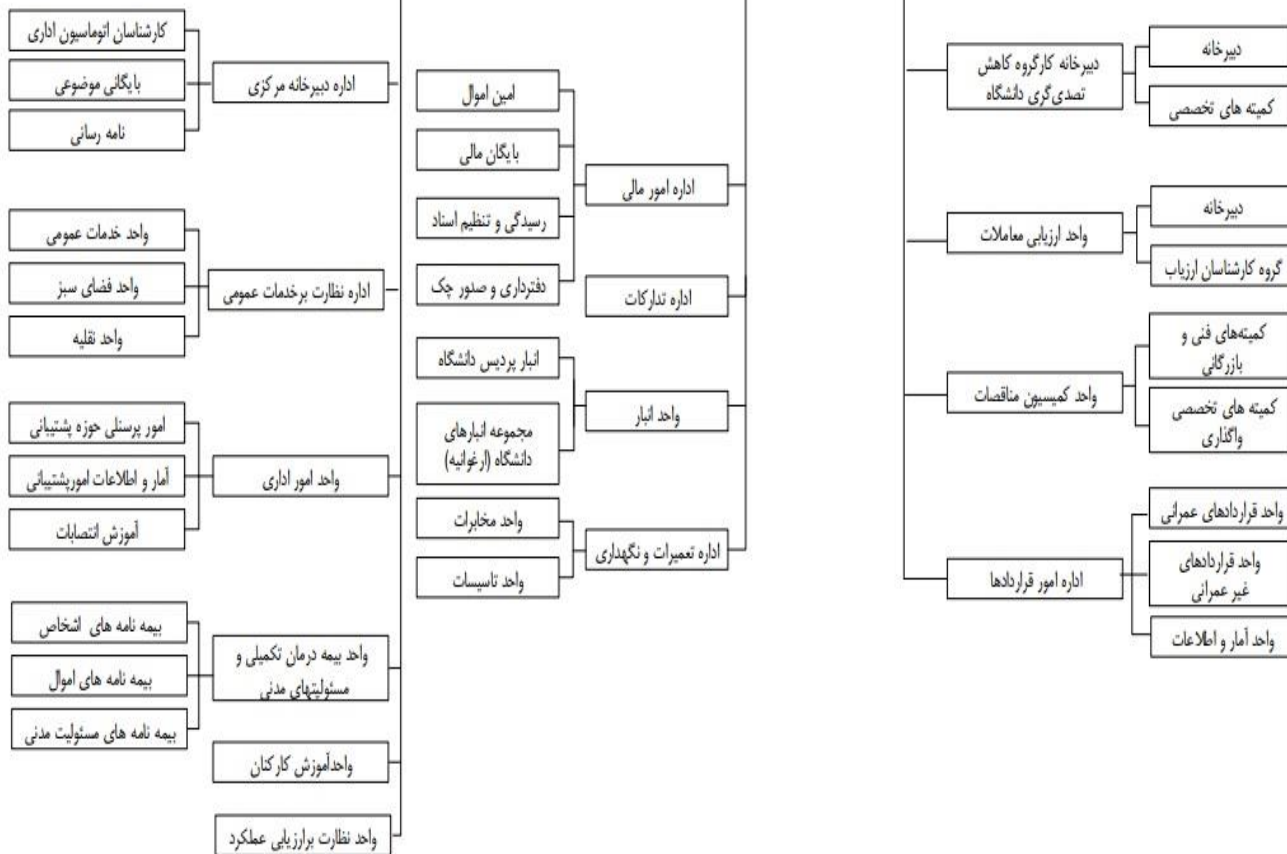 دبیرخانه
دبیرخانه کارگروه کاهش
تصدی‌گری دانشگاه
کمیته های تخصصی
دبیرخانه
واحد ارزیابی معاملات
گروه کارشناسان ارزیاب
کمیته‌های فنی و
بازرگانی
واحد کمیسیون مناقصات
کمیته های تخصصی
واگذاری
واحد قراردادهای عمرانی
واحد قراردادهای
غیر عمرانی
اداره امور قراردادها
واحد آمار و اطلاعات
امین اموال
بایگان مالی
اداره امور مالی
رسیدگی و تنظیم اسناد
دفترداری و صدور چک
اداره تدارکات
انبار پردیس دانشگاه
واحد انبار
مجموعه انبارهای
دانشگاه (ارغوانیه)
واحد مخابرات
اداره تعمیرات و نگهداری
واحد تاسیسات
کارشناسان اتوماسیون اداری
اداره دبیرخانه مرکزی
بایگانی موضوعی
نامه رسانی
واحد خدمات عمومی
اداره نظارت برخدمات عمومی
واحد فضای سبز
واحد نقلیه
امور پرسنلی حوزه پشتیبانی
واحد امور اداری
آمار و اطلاعات امورپشتیبانی
آموزش انتصابات
بیمه نامه های اشخاص
واحد بیمه درمان تکمیلی و
مسئولیتهای مدنی
بیمه نامه های اموال
بیمه نامه های مسئولیت مدنی
واحدآموزش کارکنان
واحد نظارت برارزیابی عملکرد